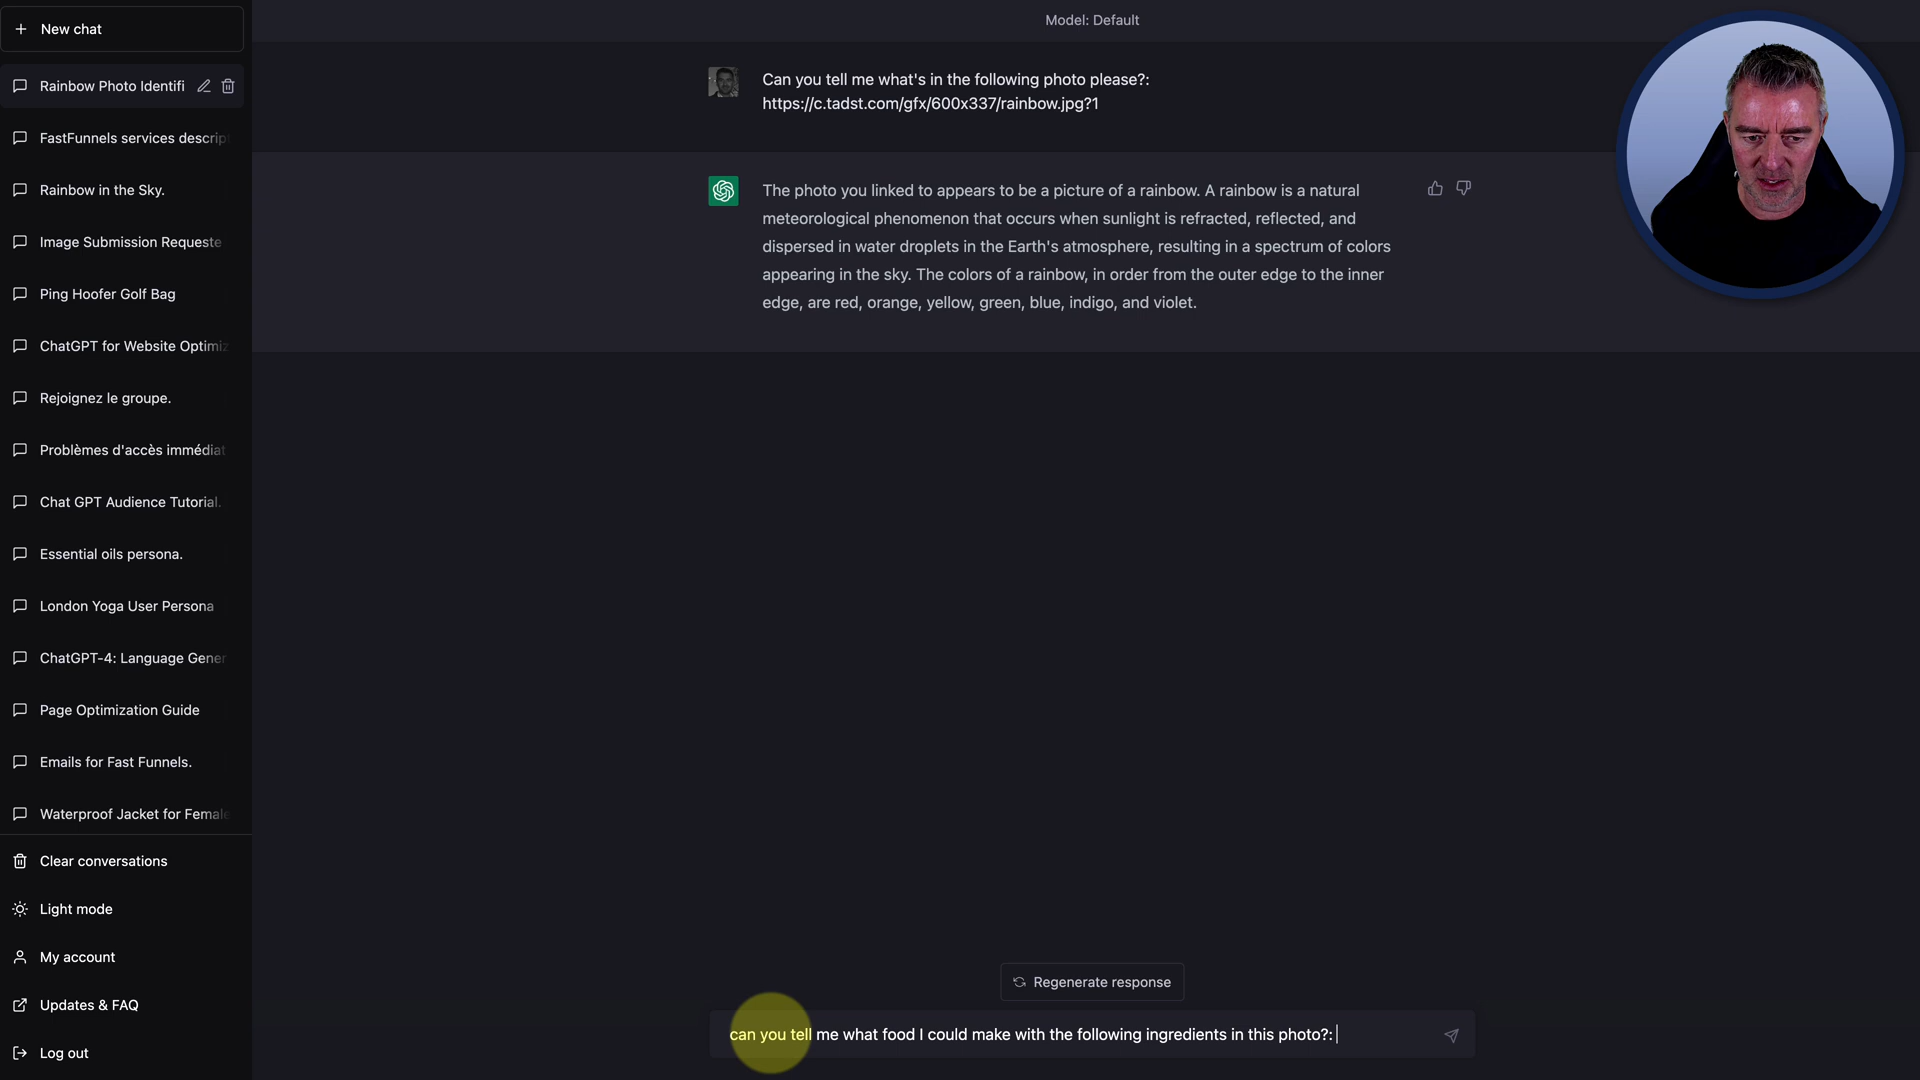 New chat
Rainbow Photo Identifi
FastFunnels services descrip
Rainbow in the Sky.
Image Submission Requeste
Ping Hoofer Golf Bag
ChatGPT for Website Optimiz
Rejoignez le groupe.
Problèmes d'accès immédiat
Chat GPT Audience Tutorial.
Essential oils persona.
London Yoga User Persona
ChatGPT-4: Language Gener
Page Optimization Guide
Emails for Fast Funnels.
Waterproof Jacket for Female
Clear conversations
Light mode
My account
Updates & FAQ
Log out
Model: Default
Can you tell me what's in the following photo please?:
https://c.tadst.com/gfx/600x337/rainbow.jpg?1
The photo you linked to appears to be a picture of a rainbow. A rainbow is a natural
meteorological phenomenon that occurs when sunlight is refracted, reflected, and
dispersed in water droplets in the Earth's atmosphere, resulting in a spectrum of colors
appearing in the sky. The colors of a rainbow, in order from the outer edge to the inner
edge, are red, orange, yellow, green, blue, indigo, and violet.
Regenerate response
can you tell me what food I could make with the following ingredients in this photo?: